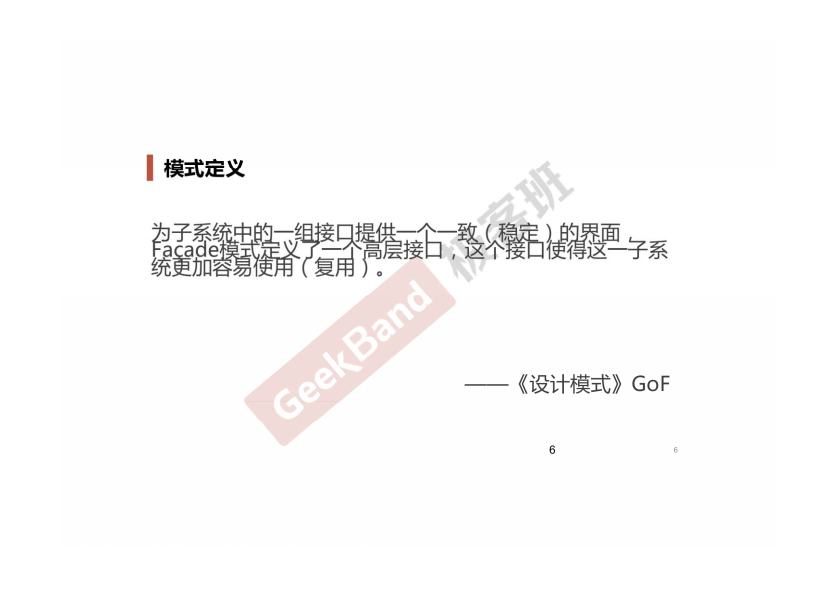 模式定义
为子系统中的一组接口提供一个一致（稳定）的界面，
Façade模式定义了一个高层接口，这个接口使得这一子系
统更加容易使用（复用）。
GeekBand 极客班
——《设计模式》GoF
6
6